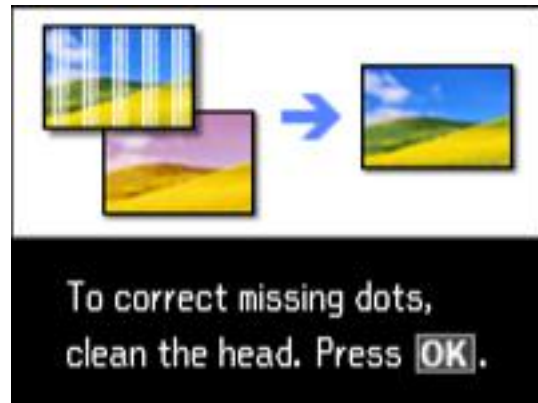 To correct missing dots,
clean the head. Press OK.